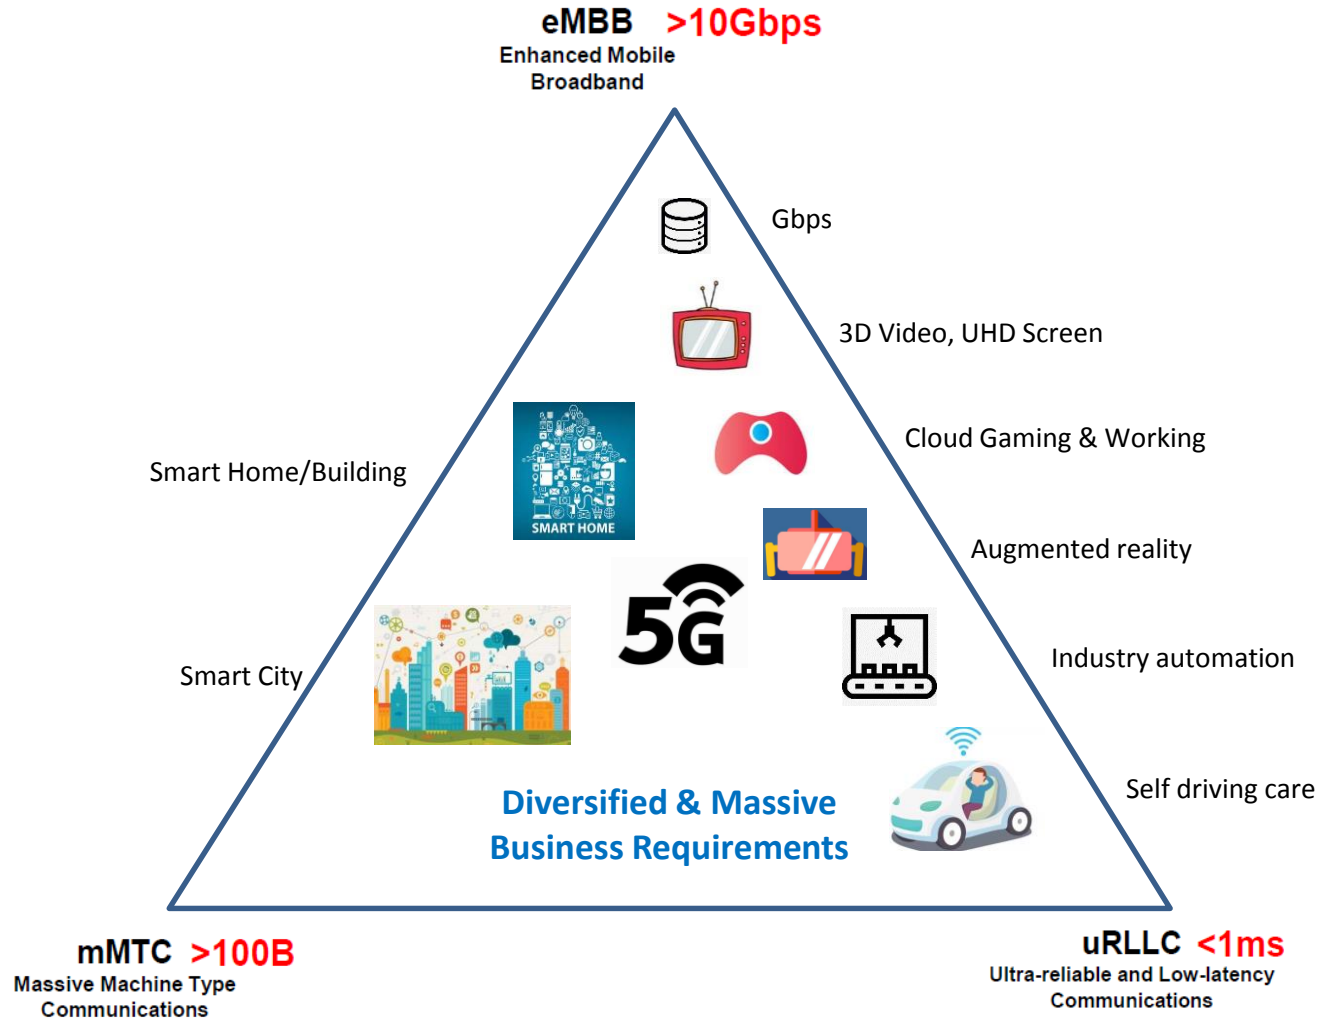 eMBB >10Gbps
Enhanced Mobile
Broadband
Gbps
3D Video, UHD Screen
Cloud Gaming & Working
Smart Home/Building
SMART HOME
Augmented reality
5G
Industry automation
Smart City
Self driving care
Diversified & Massive
Business Requirements
mMTC >100B
Massive Machine Type
Communications
uRLLC <1ms
Ultra-reliable and Low-latency
Communications